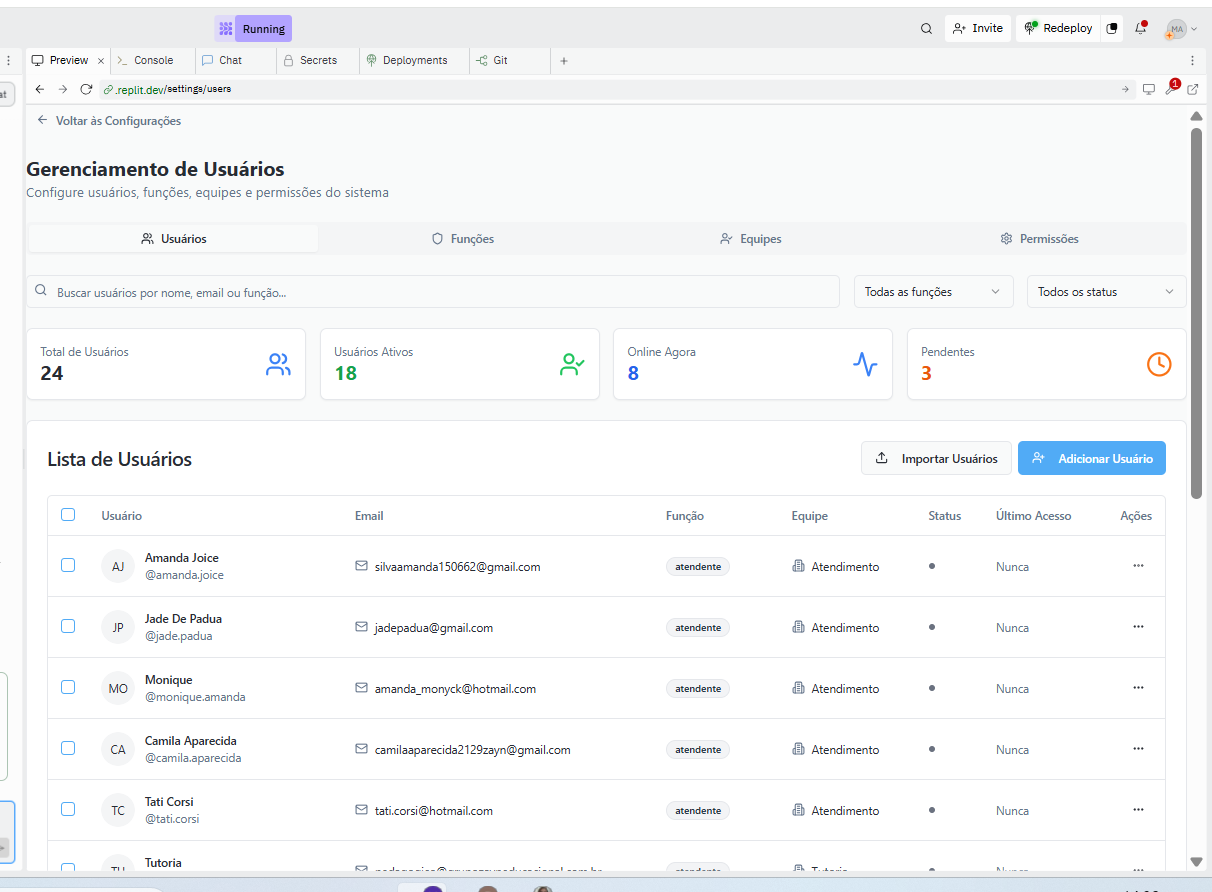 Running
Invite
Redeploy
MA
Preview
Console
Chat
Secrets
Deployments
Git
.replit.dev/settings/users
1
Voltar às Configurações
Gerenciamento de Usuários
Configure usuários, funções, equipes e permissões do sistema
Usuários
Funções
Equipes
Permissões
Buscar usuários por nome, email ou função...
Todas as funções
Todos os status
Total de Usuários
24
Usuários Ativos
18
Online Agora
8
Pendentes
3
Lista de Usuários
Importar Usuários
Adicionar Usuário
Usuário Email Função Equipe Status Último Acesso Ações
AJ
Amanda Joice
@amanda.joice
silvaamanda150662@gmail.com
atendente
Atendimento
Nunca
JP
Jade De Padua
@jade.padua
jadepadua@gmail.com
atendente
Atendimento
Nunca
MO
Monique
@monique.amanda
amanda_monyck@hotmail.com
atendente
Atendimento
Nunca
CA
Camila Aparecida
@camila.aparecida
camilaaparecida2129zayn@gmail.com
atendente
Atendimento
Nunca
TC
Tati Corsi
@tati.corsi
tati.corsi@hotmail.com
atendente
Atendimento
Nunca
Tutoria